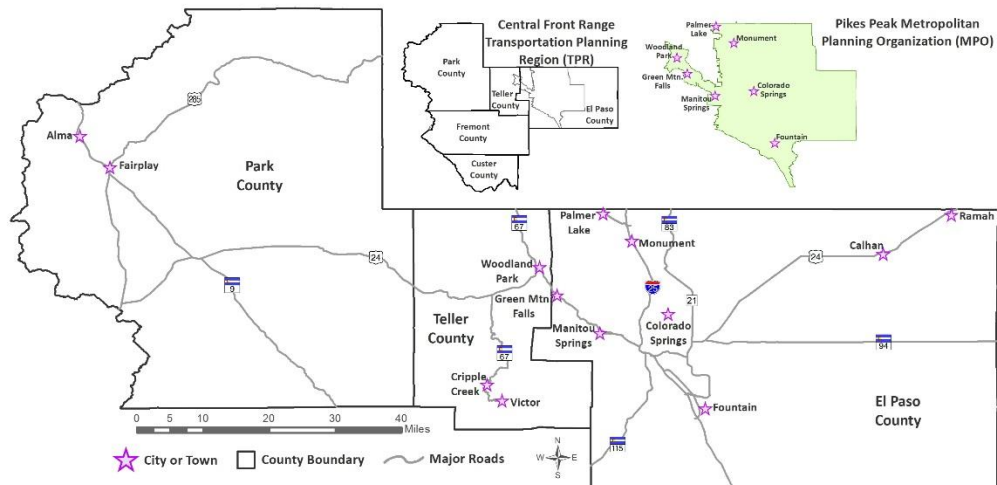 Central Front Range
Transportation Planning
Region (TPR)
Park
County
Teller
County
El Paso
County
Fremont
County
Custer
County
Pikes Peak Metropolitan
Planning Organization (MPO)
Palmer
Lake
Monument
Woodland
Park
Green Mtn.
Falls
Manitou
Springs
Colorado
Springs
Fountain
285
Alma
Fairplay
Park
County
24
9
67
Woodland
Park
Green Mtn
Falls
Teller
County
67
Cripple
Creek
Victor
Palmer
Lake
Monument
83
25
21
Colorado
Springs
Manitou
Springs
Fountain
115
Ramah
Calhan
24
94
El Paso
County
0 5 10 20 30 40
Miles
City or Town
County Boundary
Major Roads
N
W E
S